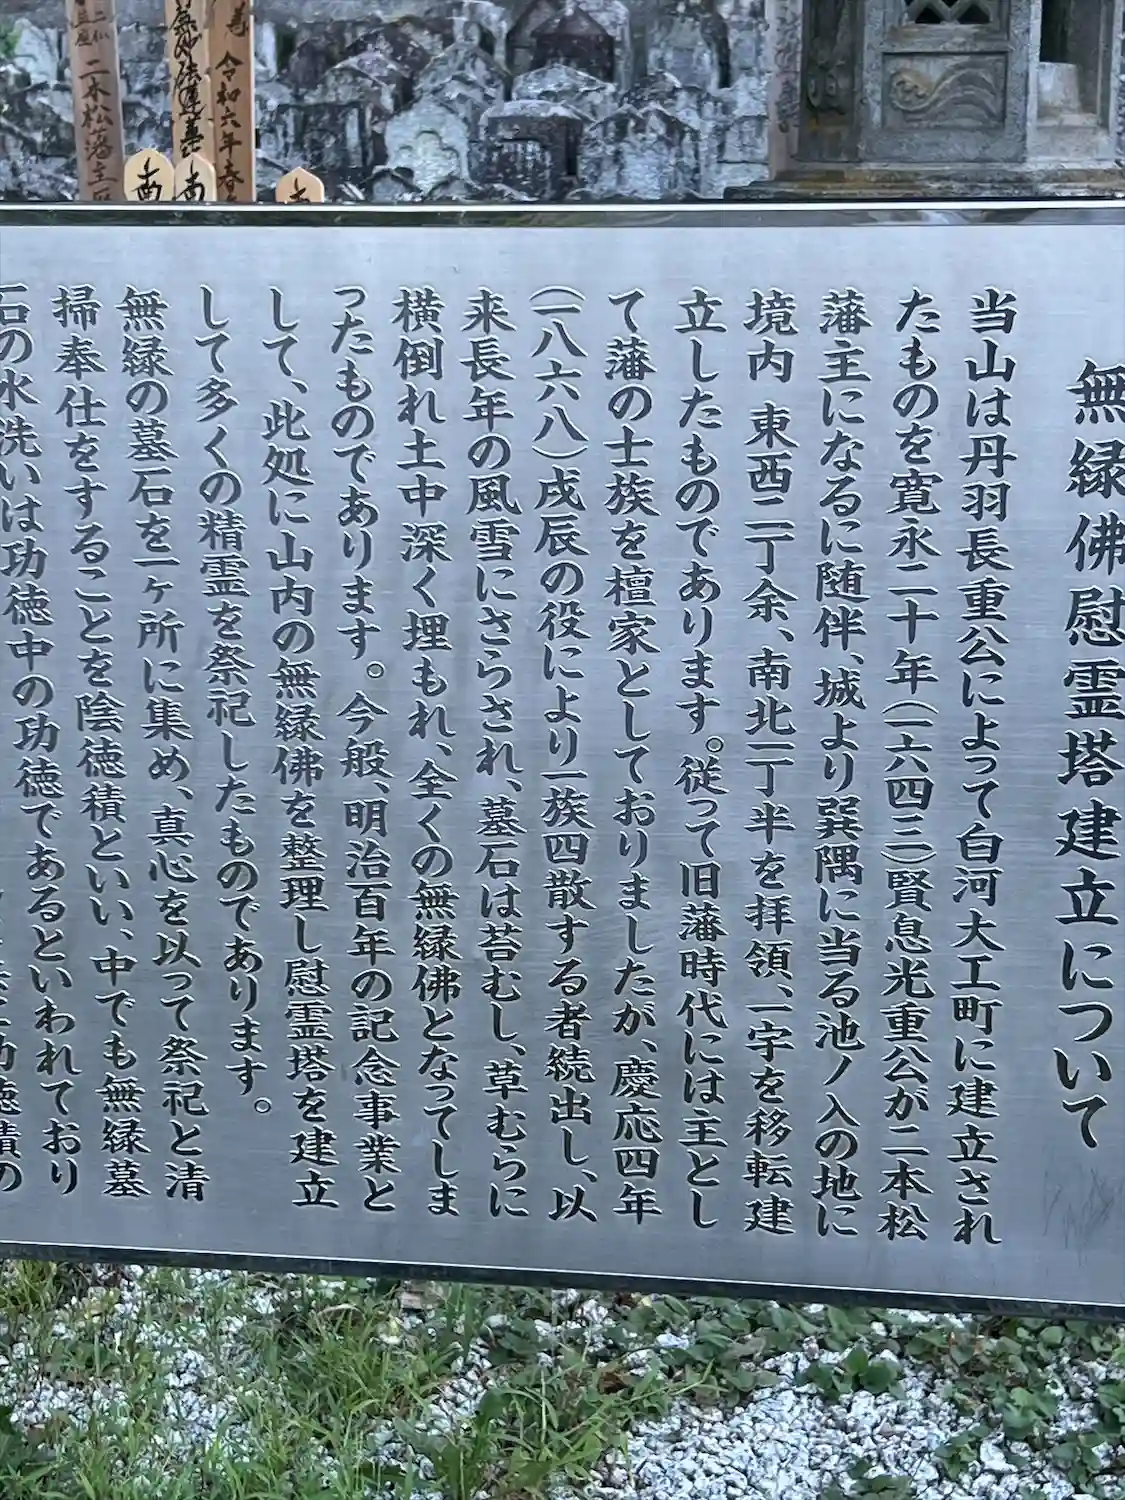 無縁佛慰霊塔建立について
当山は丹羽長重公によって白河大工町に建立され
たものを寛永二十年(一六四三)賢息光重公が二本松
藩主になるに随伴、城より巽隅に当る池ノ入の地に
境内 東西二丁余、南北一丁半を拝領、一宇を移転建
立したものであります。従って旧藩時代には主とし
て藩の士族を檀家としておりましたが、慶応四年
(一八六八)戌辰の役により一族四散する者続出し、以
来長年の風雪にさらされ、墓石は苔むし、草むらに
横倒れ土中深く埋もれ、全くの無縁佛となってしま
ったものであります。今般、明治百年の記念事業と
して、此処に山内の無縁佛を整理し慰霊塔を建立
して多くの精霊を祭祀したものであります。
無縁の墓石を一ヶ所に集め、真心を以って祭祀と清
掃奉仕をすることを陰徳積といい、中でも無縁墓
石の水洗いは功徳中の功徳であるといわれており
令和六年春
無妙法蓮
二本松藩主
南
南